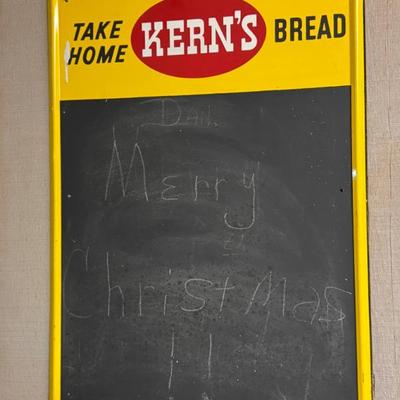 TAKE HOME KERN'S BREAD
Merry
Christmas